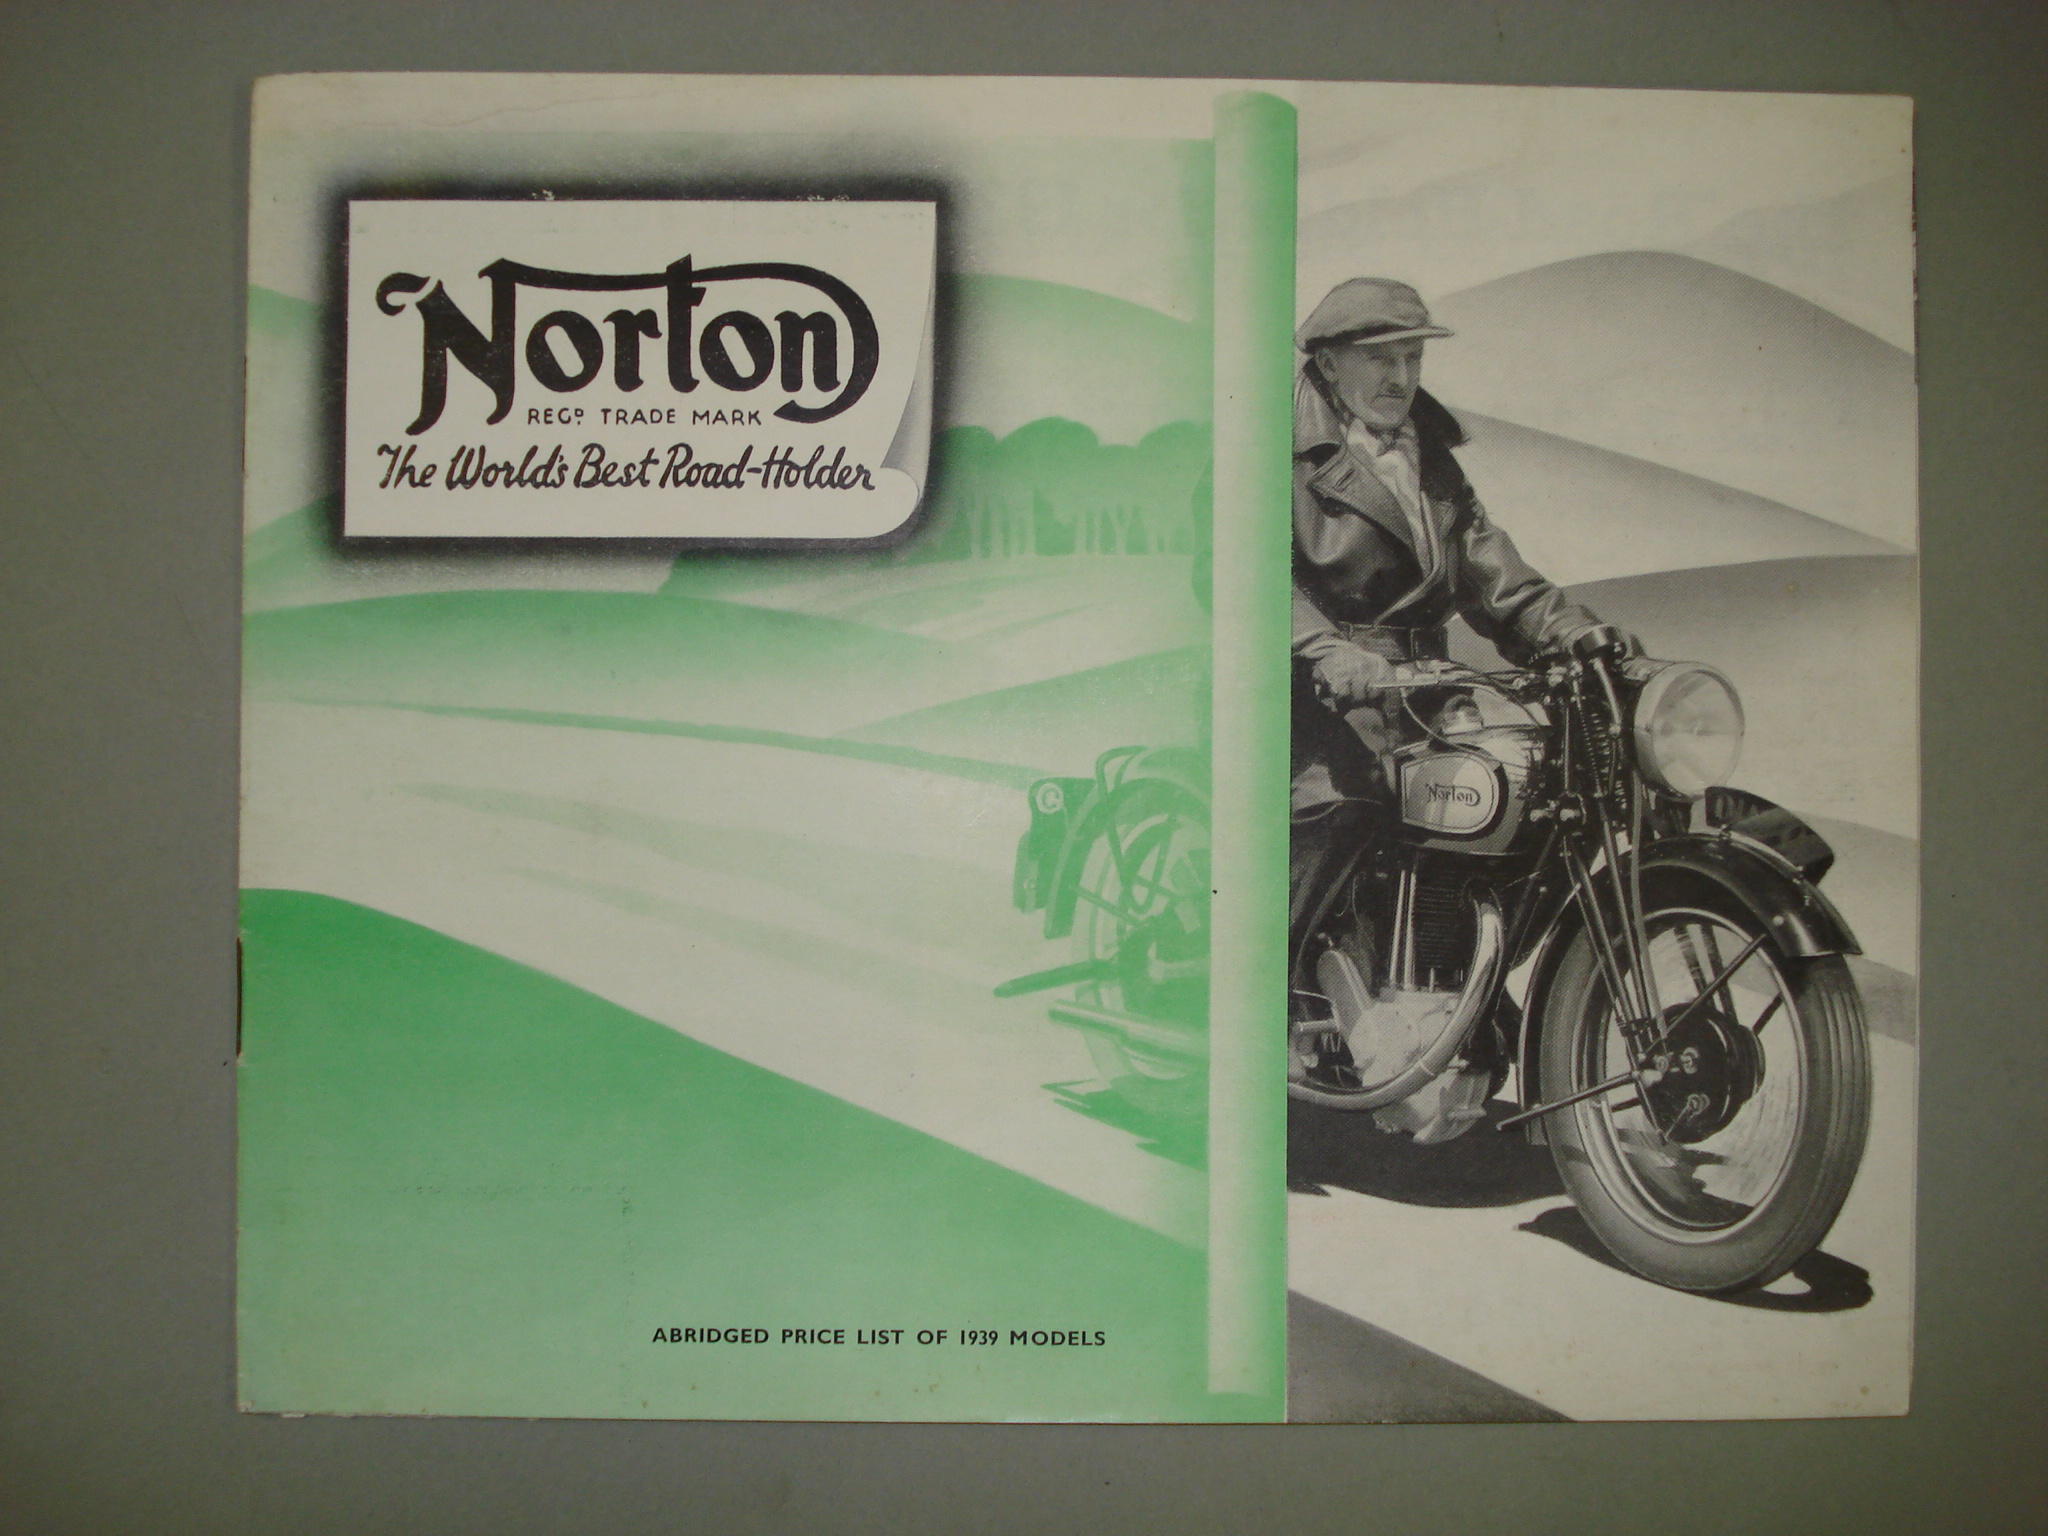 Norton
REGD TRADE MARK
The World's Best Road-Holder
Norton
ABRIDGED PRICE LIST OF 1939 MODELS